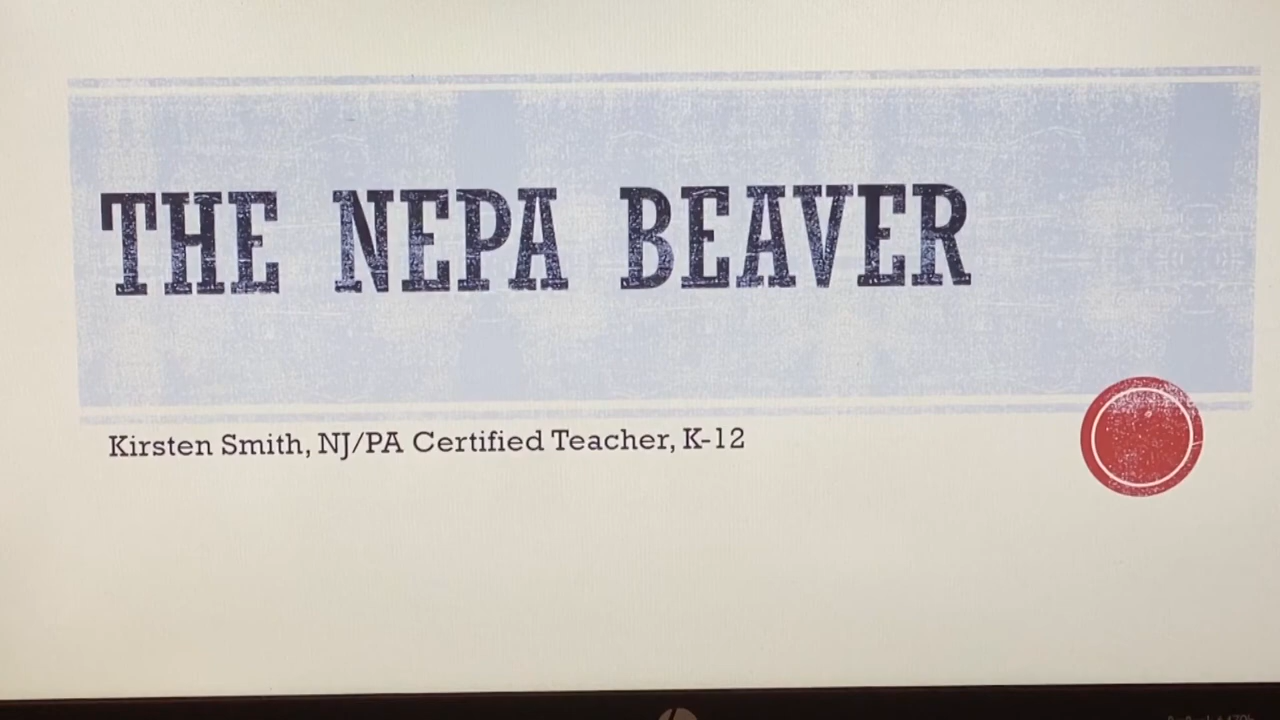 THE NEPA BEAVER
Kirsten Smith, NJ/PA Certified Teacher, K-12